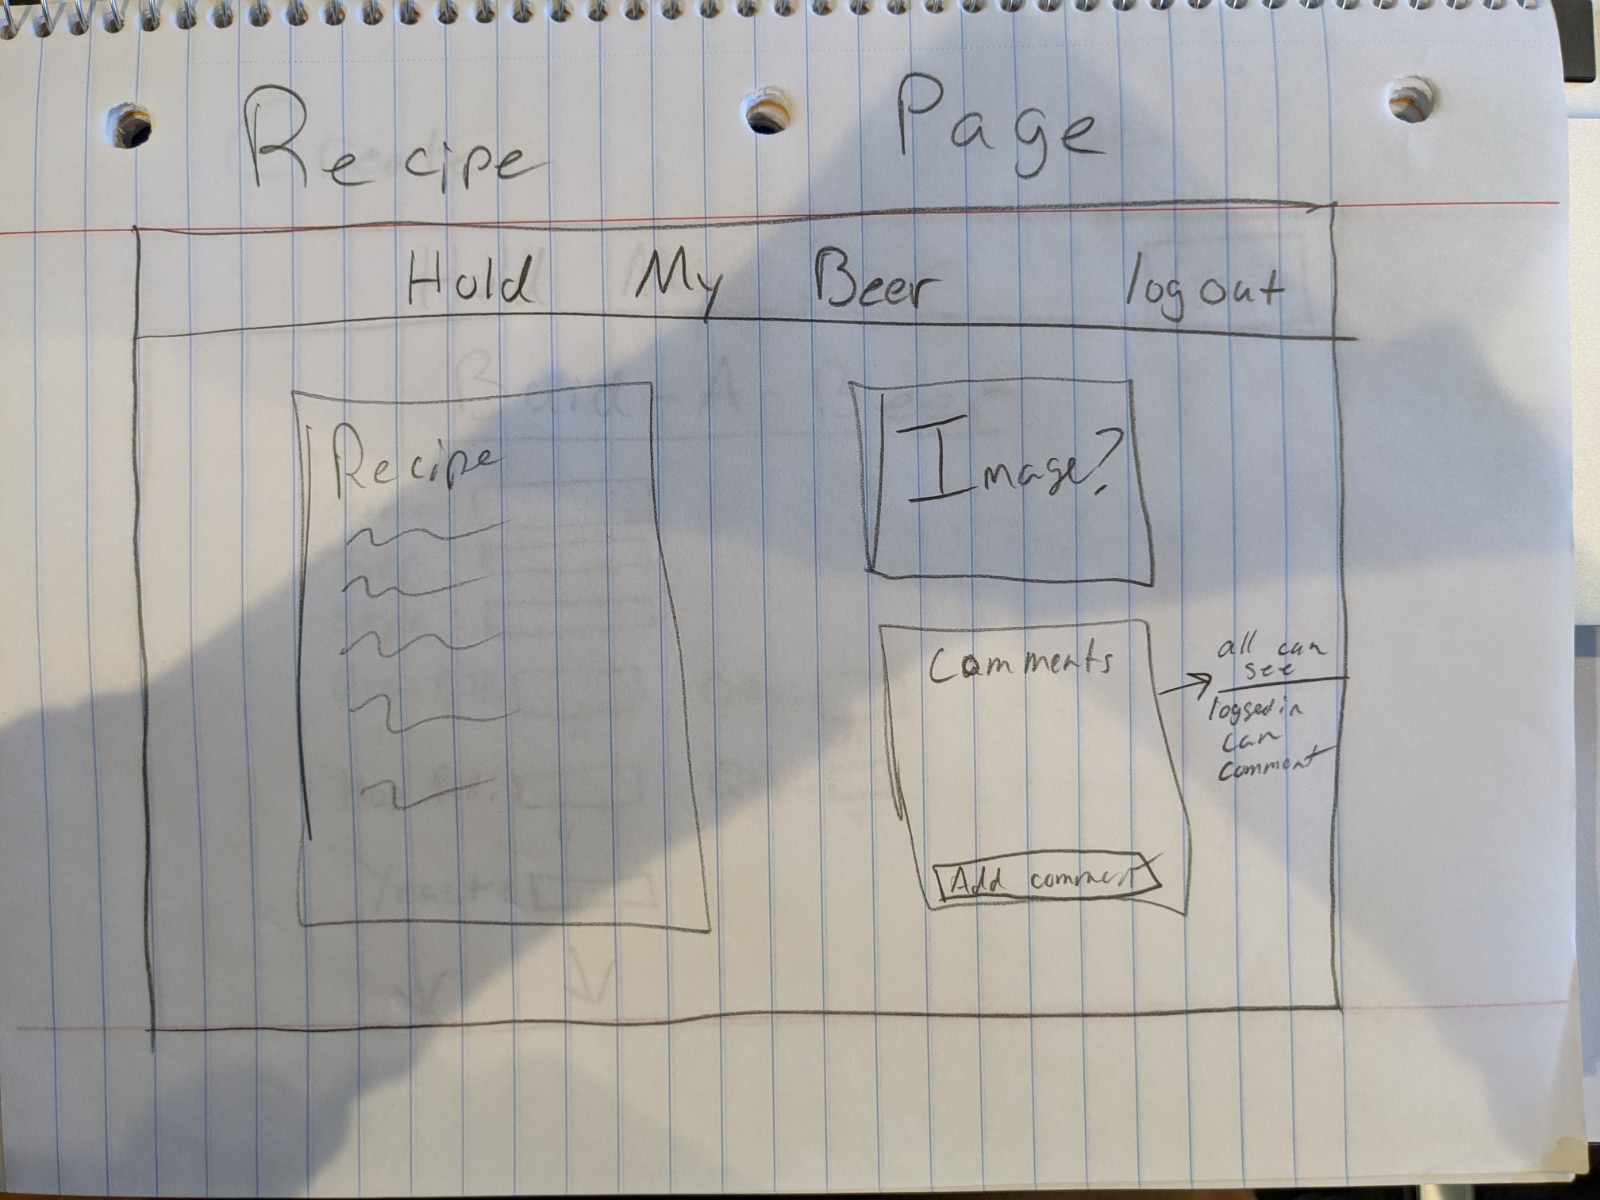 Recipe Page
Hold My Beer log out
Recipe
Image?
Comments
all can
see
logged in
can
comment
Add comment